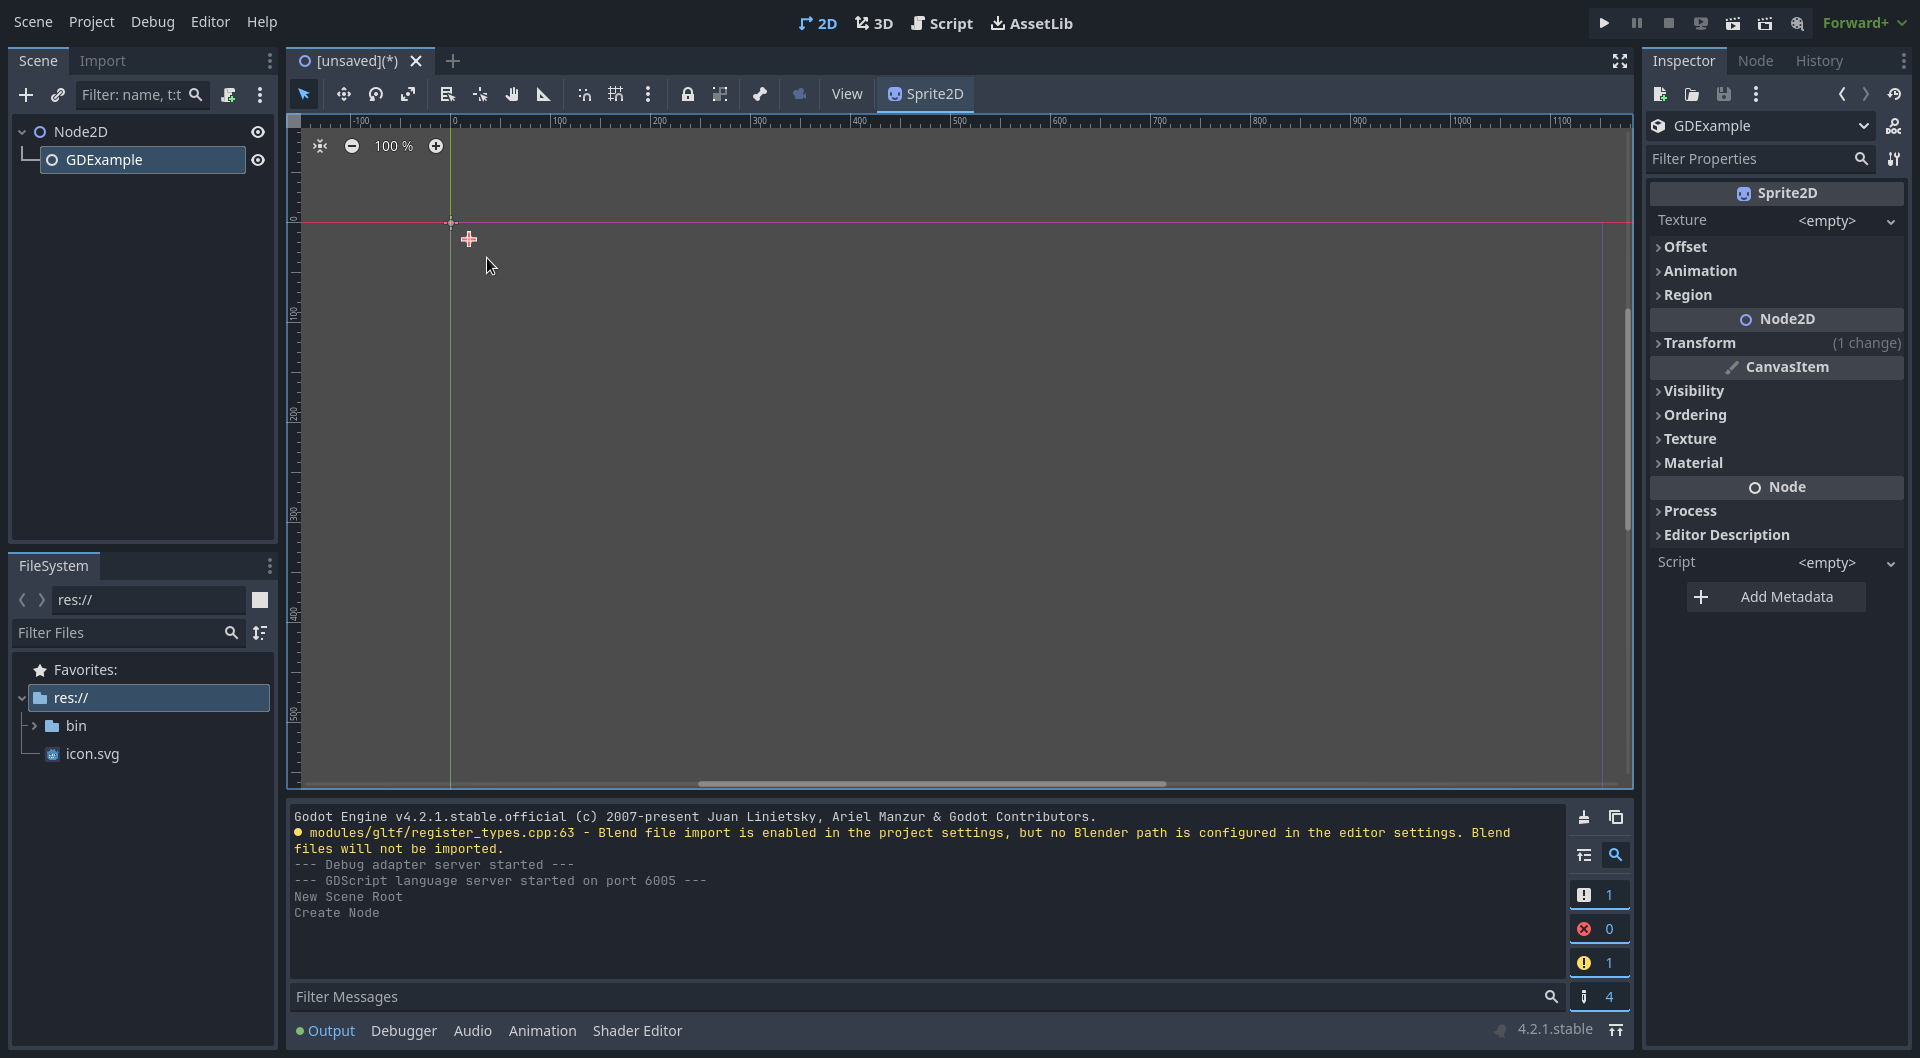 Scene Project Debug Editor Help
2D 3D Script AssetLib
Forward+
Scene Import
Filter: name, t:t
Node2D
GDExample
FileSystem
res://
Filter Files
Favorites:
res://
bin
icon.svg
[unsaved](*)
View Sprite2D
-100 0 100 200 300 400 500 600 700 800 900 1000 1100
100 %
0
100
200
300
400
500
Godot Engine v4.2.1.stable.official (c) 2007-present Juan Linietsky, Ariel Manzur & Godot Contributors.
modules/gltf/register_types.cpp:63 - Blend file import is enabled in the project settings, but no Blender path is configured in the editor settings. Blend
files will not be imported.
--- Debug adapter server started ---
--- GDScript language server started on port 6005 ---
New Scene Root
Create Node
1
0
1
4
Filter Messages
Output Debugger Audio Animation Shader Editor
4.2.1.stable
Inspector Node History
GDExample
Filter Properties
Sprite2D
Texture <empty>
Offset
Animation
Region
Node2D
Transform (1 change)
CanvasItem
Visibility
Ordering
Texture
Material
Node
Process
Editor Description
Script <empty>
Add Metadata